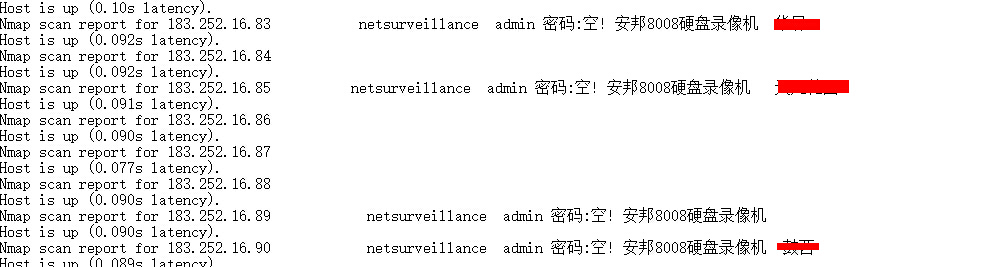 Host is up (0.10s latency).
Nmap scan report for 183.252.16.83 netsurveillance admin 密码:空! 安邦8008硬盘录像机
Host is up (0.092s latency).
Nmap scan report for 183.252.16.84
Host is up (0.092s latency).
Nmap scan report for 183.252.16.85 netsurveillance admin 密码:空! 安邦8008硬盘录像机
Host is up (0.091s latency).
Nmap scan report for 183.252.16.86
Host is up (0.090s latency).
Nmap scan report for 183.252.16.87
Host is up (0.077s latency).
Nmap scan report for 183.252.16.88
Host is up (0.090s latency).
Nmap scan report for 183.252.16.89 netsurveillance admin 密码:空! 安邦8008硬盘录像机
Host is up (0.090s latency).
Nmap scan report for 183.252.16.90 netsurveillance admin 密码:空! 安邦8008硬盘录像机
Host is up (0.089s latency).